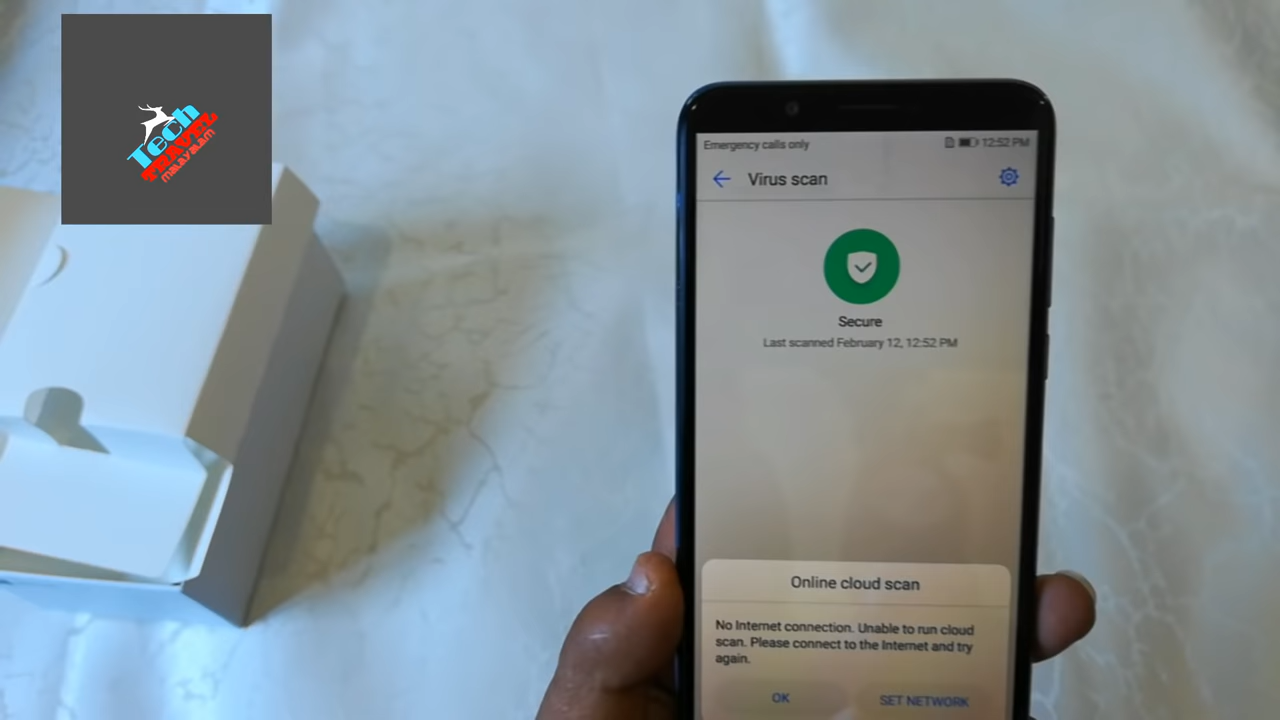 Tech
TRAVEL
MALAYALAM
Emergency calls only
12:52 PM
Virus scan
Secure
Last scanned February 12, 12:52 PM
Online cloud scan
No Internet connection. Unable to run cloud
scan. Please connect to the Internet and try
again.
OK
SET NETWORK